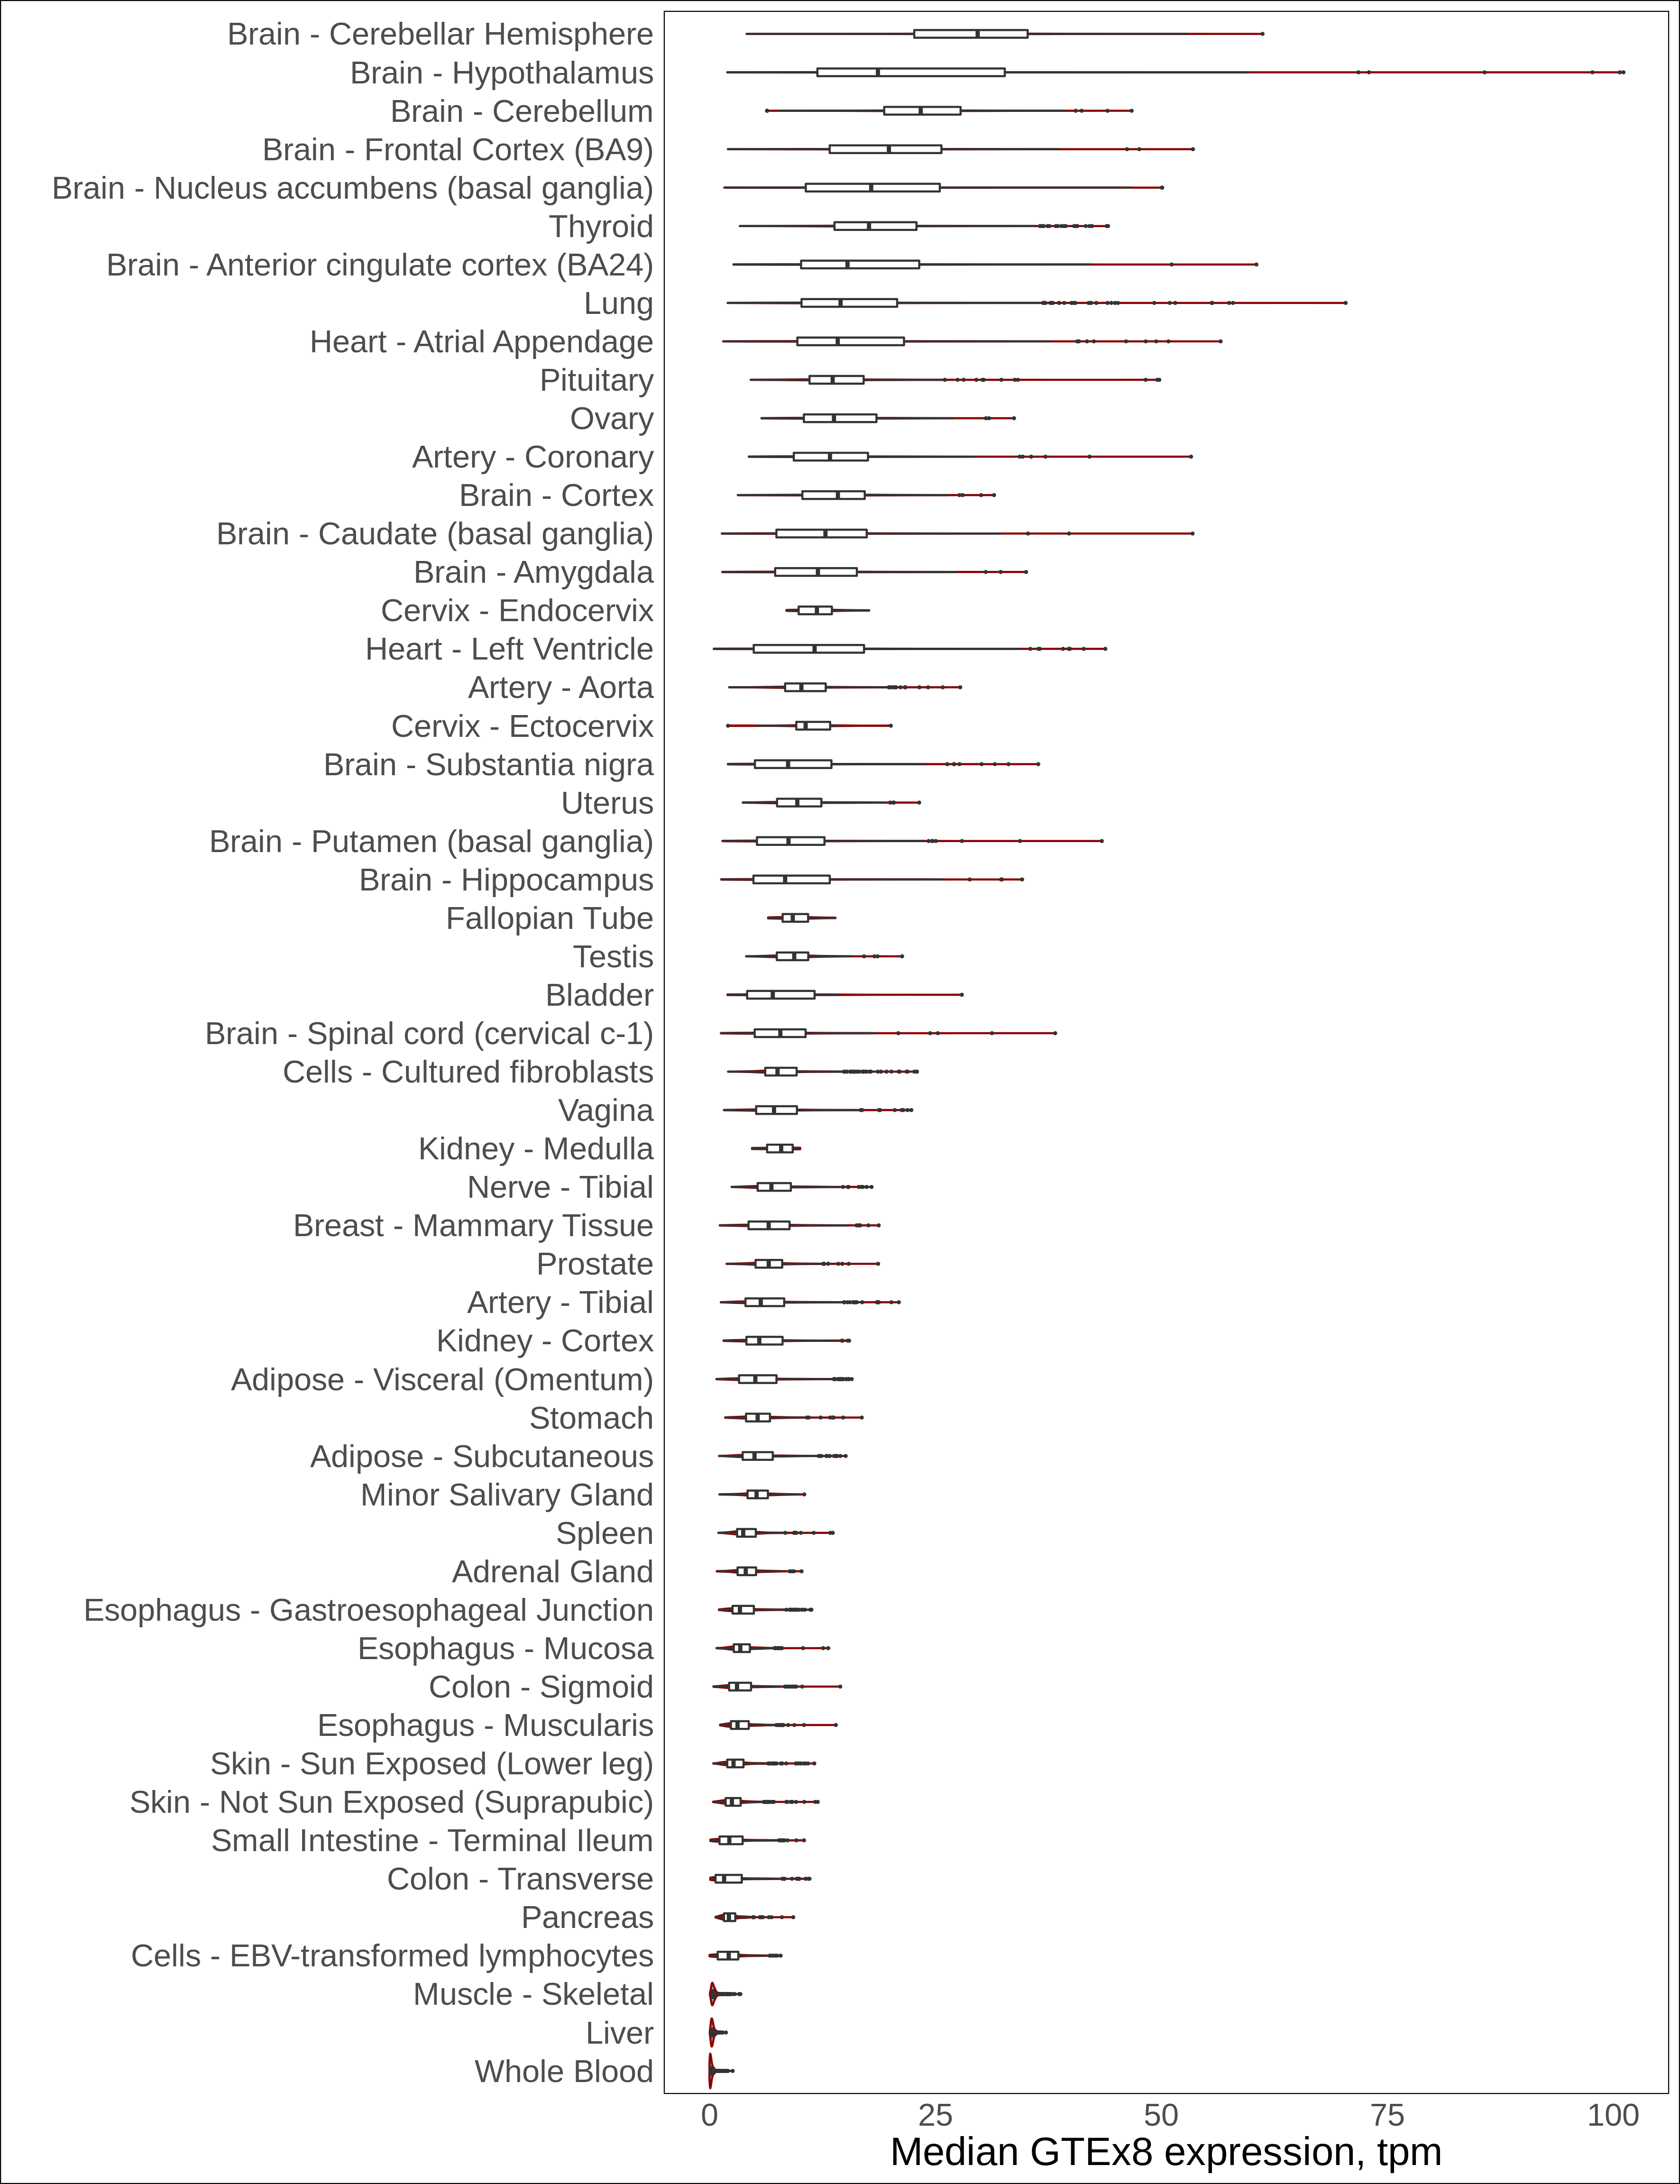 Brain - Cerebellar Hemisphere
Brain - Hypothalamus
Brain - Cerebellum
Brain - Frontal Cortex (BA9)
Brain - Nucleus accumbens (basal ganglia)
Thyroid
Brain - Anterior cingulate cortex (BA24)
Lung
Heart - Atrial Appendage
Pituitary
Ovary
Artery - Coronary
Brain - Cortex
Brain - Caudate (basal ganglia)
Brain - Amygdala
Cervix - Endocervix
Heart - Left Ventricle
Artery - Aorta
Cervix - Ectocervix
Brain - Substantia nigra
Uterus
Brain - Putamen (basal ganglia)
Brain - Hippocampus
Fallopian Tube
Testis
Bladder
Brain - Spinal cord (cervical c-1)
Cells - Cultured fibroblasts
Vagina
Kidney - Medulla
Nerve - Tibial
Breast - Mammary Tissue
Prostate
Artery - Tibial
Kidney - Cortex
Adipose - Visceral (Omentum)
Stomach
Adipose - Subcutaneous
Minor Salivary Gland
Spleen
Adrenal Gland
Esophagus - Gastroesophageal Junction
Esophagus - Mucosa
Colon - Sigmoid
Esophagus - Muscularis
Skin - Sun Exposed (Lower leg)
Skin - Not Sun Exposed (Suprapubic)
Small Intestine - Terminal Ileum
Colon - Transverse
Pancreas
Cells - EBV-transformed lymphocytes
Muscle - Skeletal
Liver
Whole Blood
0 25 50 75 100
Median GTEx8 expression, tpm